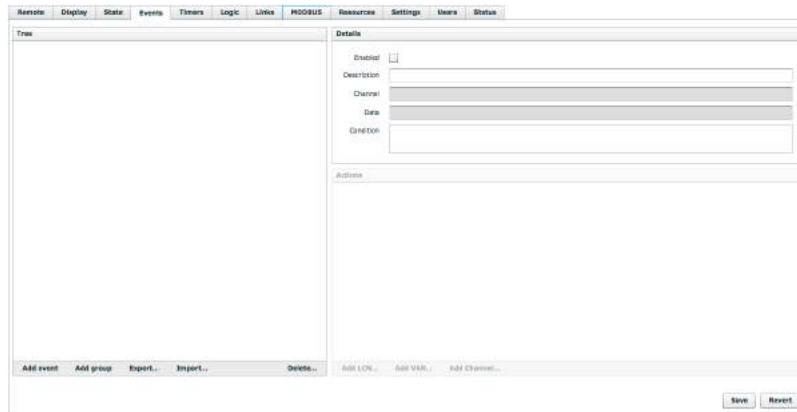 Remote Display State Events Timers Logic Links MODBUS Resources Settings Users Status
Tree
Details
Enabled
Description
Channel
Data
Condition
Actions
Add event Add group Export... Import... Delete...
Add LCN... Add VAR... Add Channel...
Save Revert